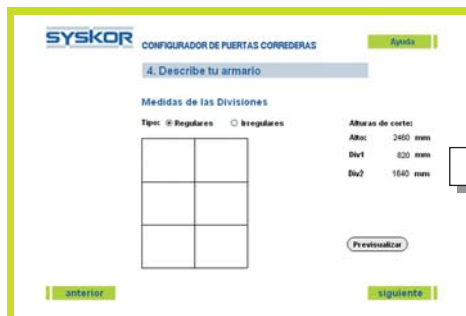 SYSKOR
CONFIGURADOR DE PUERTAS CORREDERAS
Ayuda
4. Describe tu armario
Medidas de las Divisiones
Tipo: Regulares Irregulares
Alturas de corte:
Alto: 2460 mm
Div1 820 mm
Div2 1640 mm
Previsualizar
anterior
siguiente